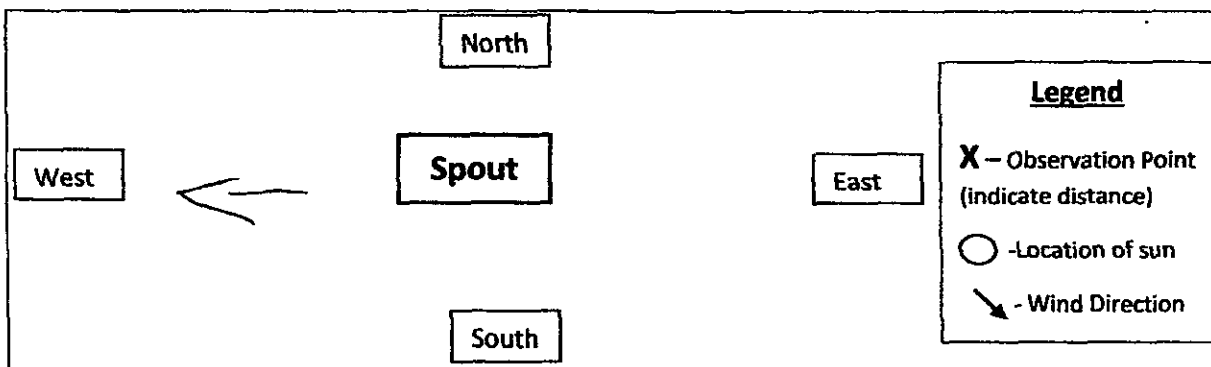 North
Legend
Spout
West
East
X – Observation Point
(indicate distance)
-Location of sun
- Wind Direction
South